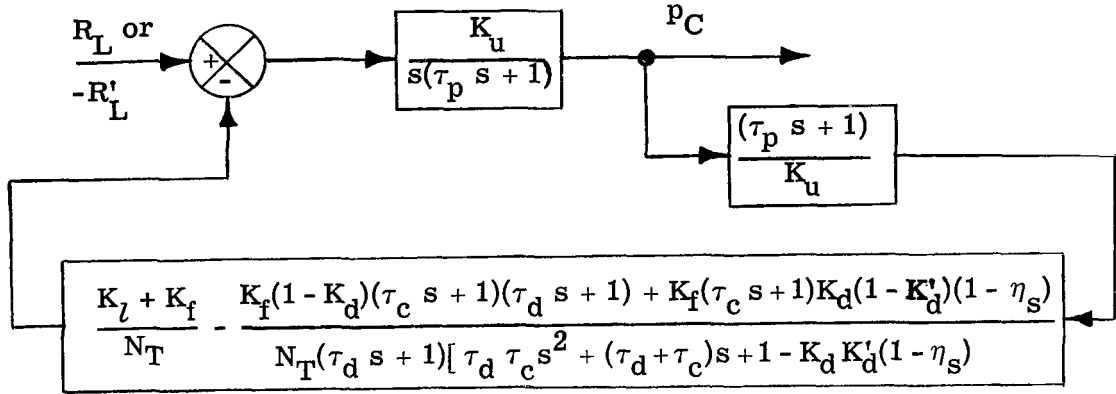 R_L or
-R'_L
+
-
K_u
s(τ_p s + 1)
p_C
(τ_p s + 1)
K_u
K_l + K_f
N_T
-
K_f(1 - K_d)(τ_c s + 1)(τ_d s + 1) + K_f(τ_c s + 1)K_d(1 - K'_d)(1 - η_s)
N_T(τ_d s + 1)[ τ_d τ_c s² + (τ_d + τ_c)s + 1 - K_d K'_d(1 - η_s)